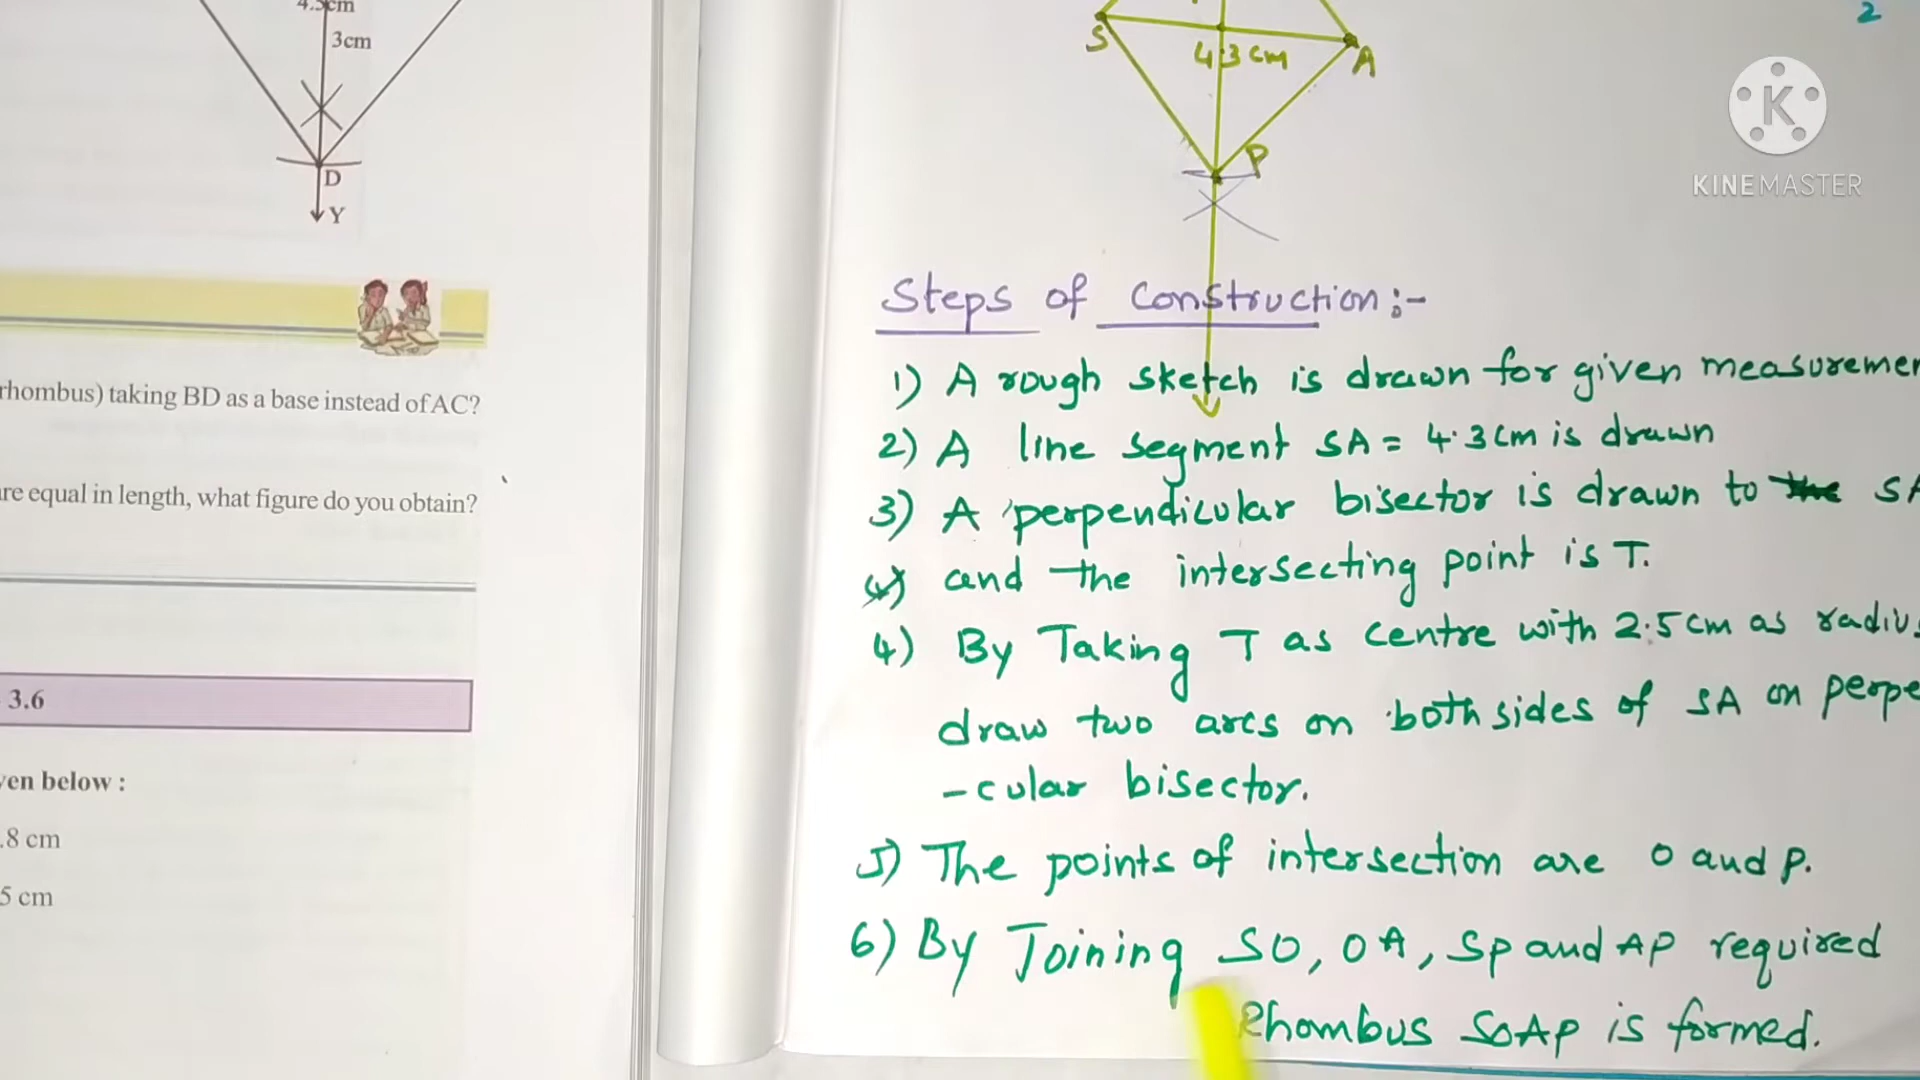 4.5cm
3cm
D
Y
rhombus) taking BD as a base instead of AC?
are equal in length, what figure do you obtain?
3.6
ven below :
.8 cm
5 cm
2
S
4.3 cm
A
P
KINEMASTER
Steps of Construction:-
1) A rough sketch is drawn for given measuremen
2) A line segment SA = 4.3cm is drawn
3) A perpendicular bisector is drawn to the SA
4) and the intersecting point is T.
4) By Taking T as centre with 2.5cm as radius
draw two arcs on both sides of SA on perpe
-cular bisector.
5) The points of intersection are O and P.
6) By Joining SO, OA, SP and AP required
Rhombus SOAP is formed.